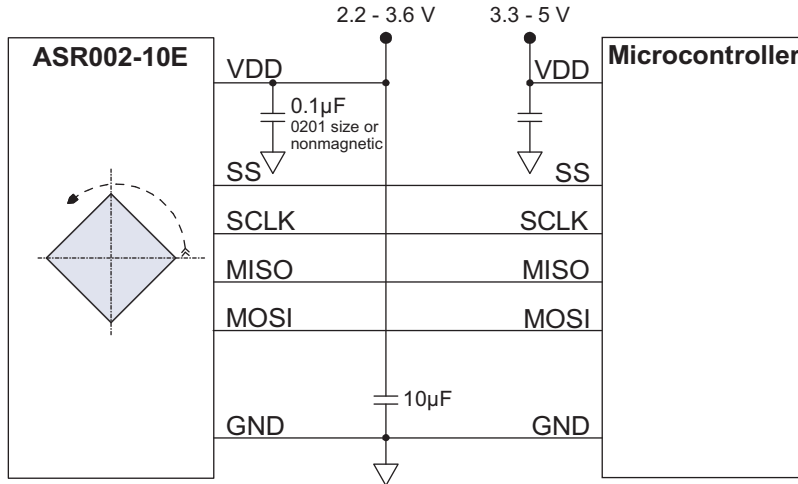 2.2 - 3.6 V
3.3 - 5 V
ASR002-10E
VDD
VDD
Microcontroller
0.1µF
0201 size or
nonmagnetic
SS
SS
SCLK
SCLK
MISO
MISO
MOSI
MOSI
10µF
GND
GND